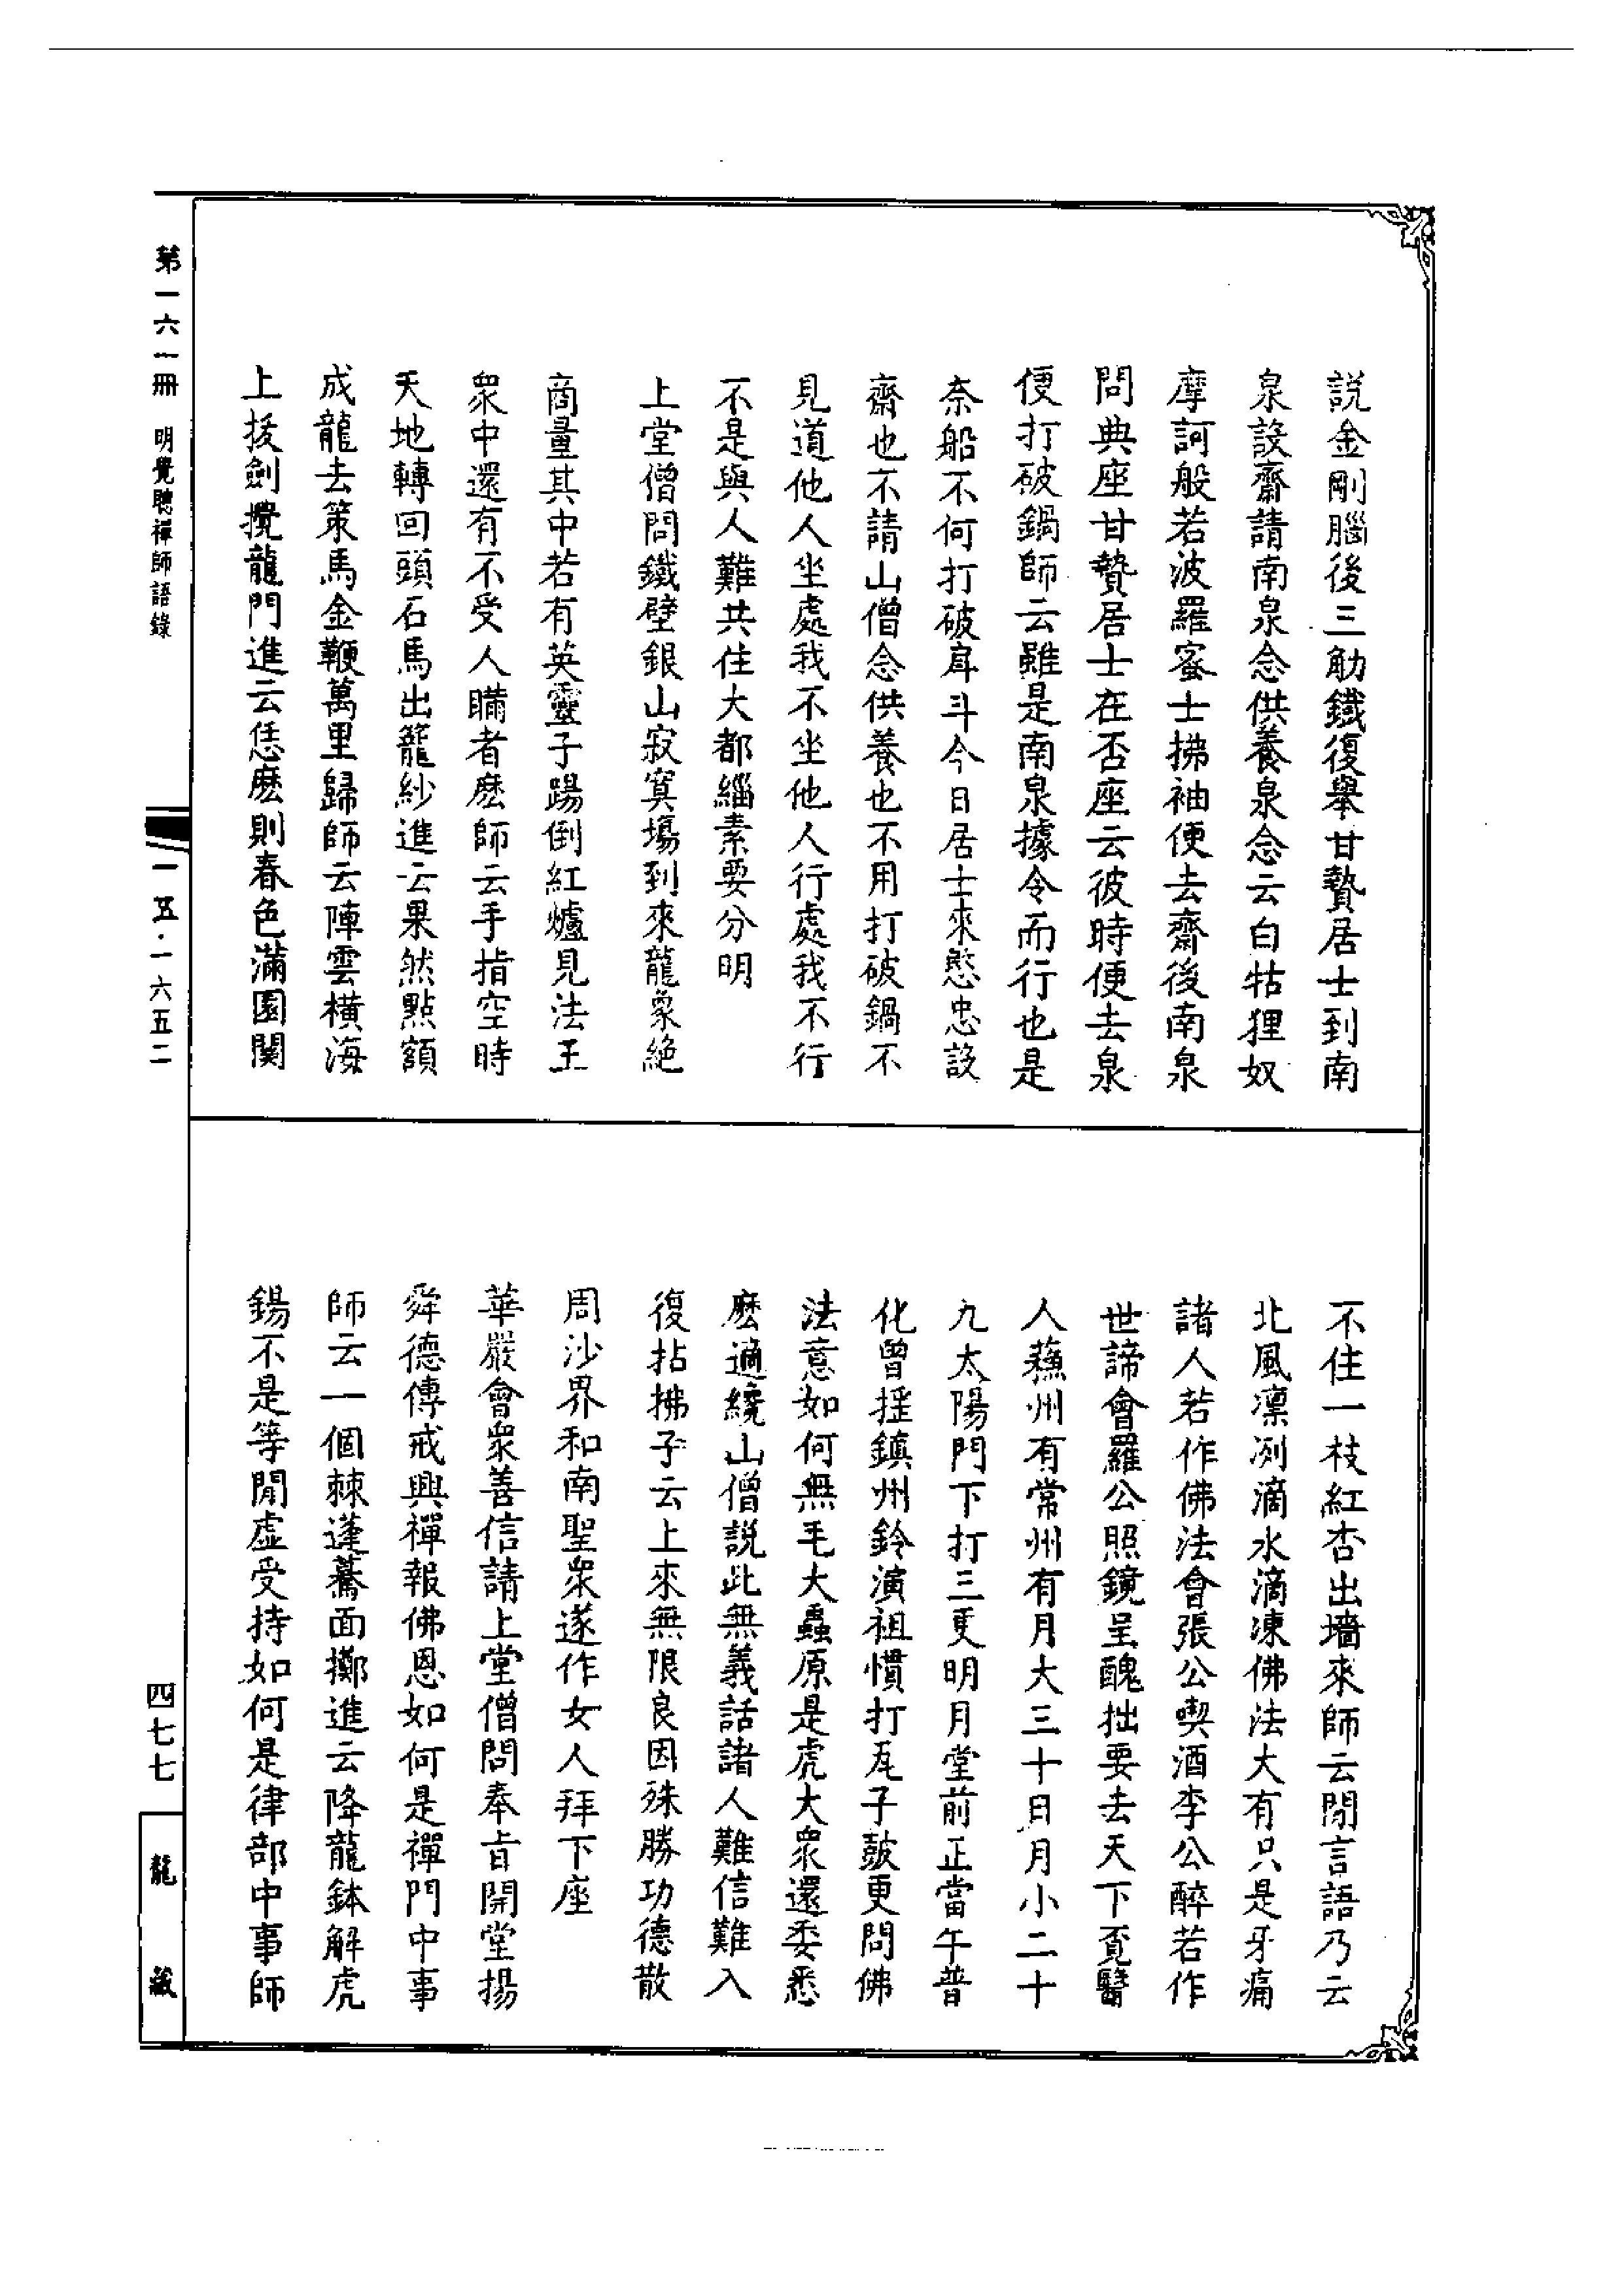 說金剛腦後三觔鐵復舉甘贄居士到南
泉設齋請南泉念供養泉念云白牯狸奴
摩訶般若波羅蜜士拂袖便去齋後南泉
問典座甘贄居士在否座云彼時便去泉
便打破鍋師云雖是南泉據令而行也是
奈船不何打破戽斗今日居士來慇忠設
齋也不請山僧念供養也不用打破鍋不
見道他人坐處我不坐他人行處我不行
不是與人難共住大都緇素要分明
上堂僧問鐵壁銀山寂寞場到來龍象絶
商量其中若有英靈子踢倒紅爐見法王
衆中還有不受人瞞者麽師云手指空時
天地轉回頭石馬出籠紗進云果然點額
成龍去策馬金鞭萬里歸師云陣雲橫海
上拔劍攪龍門進云恁麽則春色滿園関
不住一枝紅杏出墻來師云閒言語乃云
北風凛冽滴水滴凍佛法大有只是牙痛
諸人若作佛法會張公喫酒李公醉若作
世諦會羅公照鏡呈醜拙要去天下覔醫
人蘓州有常州有月大三十日月小二十
九太陽門下打三更明月堂前正當午普
化曾揺鎮州鈴演祖慣打瓦子皷更問佛
法意如何無毛大蟲原是虎大衆還委悉
麽適纔山僧說此無義話諸人難信難入
復拈拂子云上來無限良因殊勝功德散
周沙界和南聖衆遂作女人拜下座
華嚴會衆善信請上堂僧問奉旨開堂揚
舜德傳戒興禪報佛恩如何是禪門中事
師云一個棘蓬驀面擲進云降龍鉢解虎
錫不是等閒虛受持如何是律部中事師
第一六一冊 明覺聰禪師語錄
一五·一六五二
四七七
龍藏